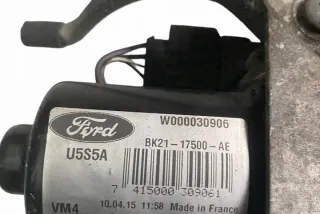 W000030906
Ford
U5S5A
BK21-17500-AE
7 415000 309061
VM4
10.04.15 11:58 Made in France